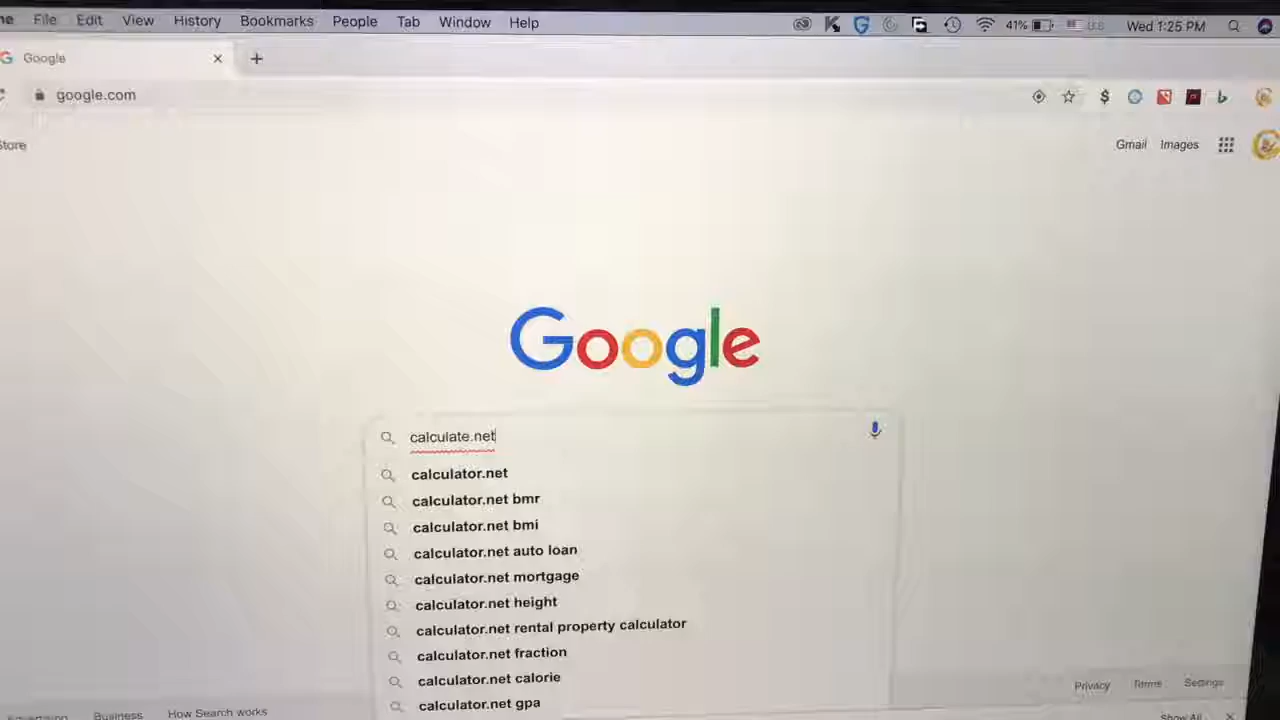 File Edit View History Bookmarks People Tab Window Help 41% Wed 1:25 PM
Google
google.com
Store Gmail Images
Google
calculate.net
calculator.net
calculator.net bmr
calculator.net bmi
calculator.net auto loan
calculator.net mortgage
calculator.net height
calculator.net rental property calculator
calculator.net fraction
calculator.net calorie
calculator.net gpa
Privacy Terms Settings
Advertising Business How Search works
Show All